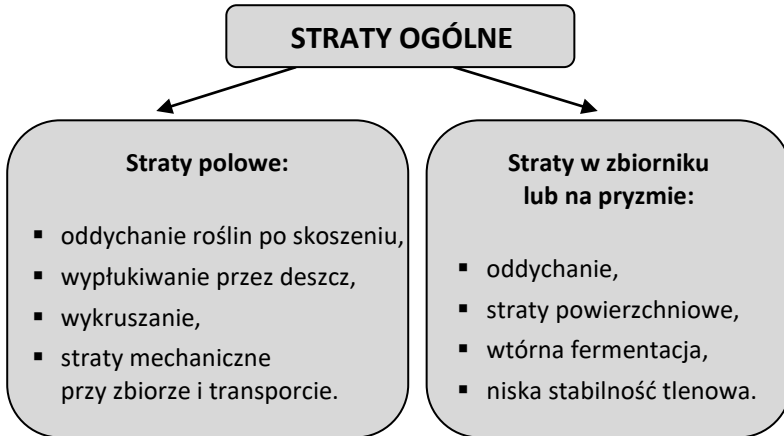 STRATY OGÓLNE
Straty polowe:
▪ oddychanie roślin po skoszeniu,
▪ wypłukiwanie przez deszcz,
▪ wykruszanie,
▪ straty mechaniczne
przy zbiorze i transporcie.
Straty w zbiorniku
lub na pryzmie:
▪ oddychanie,
▪ straty powierzchniowe,
▪ wtórna fermentacja,
▪ niska stabilność tlenowa.